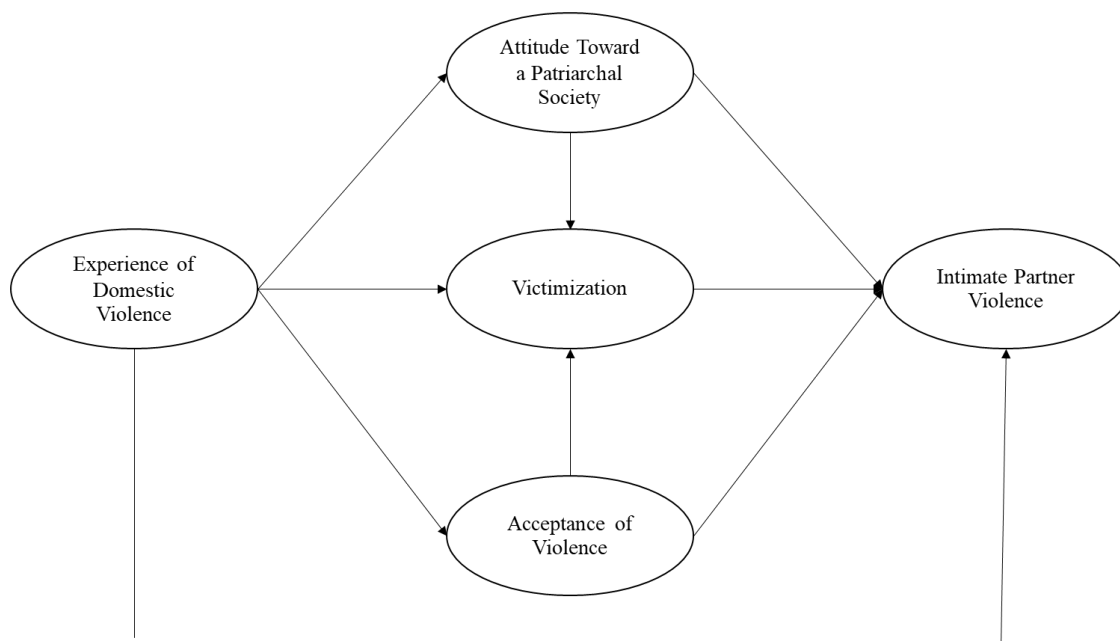 Attitude Toward
a Patriarchal
Society
Experience of
Domestic
Violence
Victimization
Intimate Partner
Violence
Acceptance of
Violence